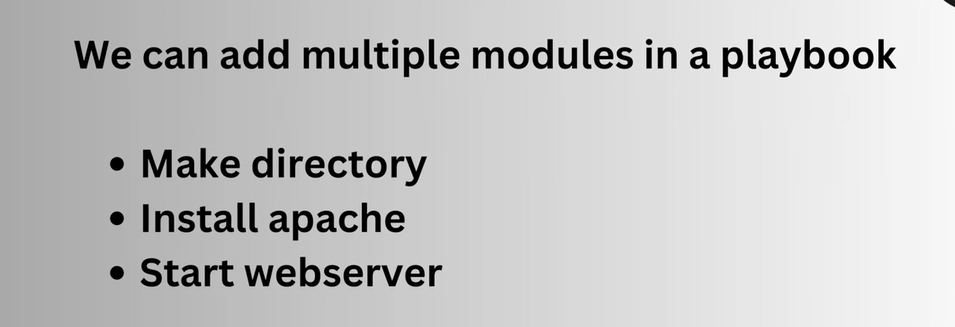 We can add multiple modules in a playbook
• Make directory
• Install apache
• Start webserver